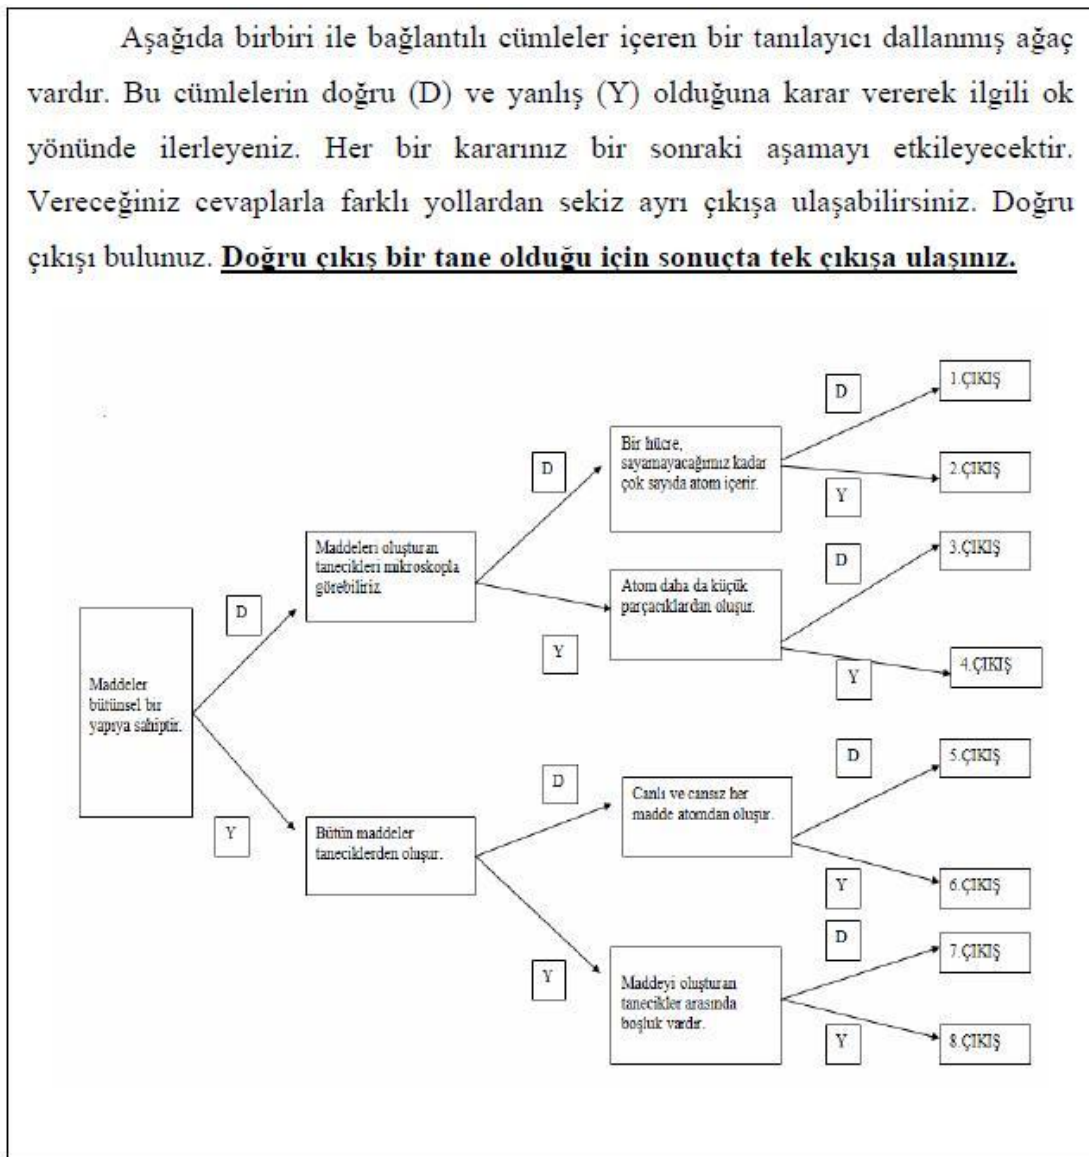 Aşağıda birbiri ile bağlantılı cümleler içeren bir tanılayıcı dallanmış ağaç
vardır. Bu cümlelerin doğru (D) ve yanlış (Y) olduğuna karar vererek ilgili ok
yönünde ilerleyeniz. Her bir kararınız bir sonraki aşamayı etkileyecektir.
Vereceğiniz cevaplarla farklı yollardan sekiz ayrı çıkışa ulaşabilirsiniz. Doğru
çıkışı bulunuz. Doğru çıkış bir tane olduğu için sonuçta tek çıkışa ulaşınız.
Maddeler
bütünsel bir
yapıya sahiptir.
D
Y
Maddeleri oluşturan
tanecikleri mikroskopla
görebiliriz.
D
Y
Bütün maddeler
taneciklerden oluşur.
D
Y
Bir hücre,
sayamayacağımız kadar
çok sayıda atom içerir.
D
Y
Atom daha da küçük
parçacıklardan oluşur.
D
Y
Canlı ve cansız her
madde atomdan oluşur.
D
Y
Maddeyi oluşturan
tanecikler arasında
boşluk vardır.
D
Y
1.ÇIKIŞ
2.ÇIKIŞ
3.ÇIKIŞ
4.ÇIKIŞ
5.ÇIKIŞ
6.ÇIKIŞ
7.ÇIKIŞ
8.ÇIKIŞ